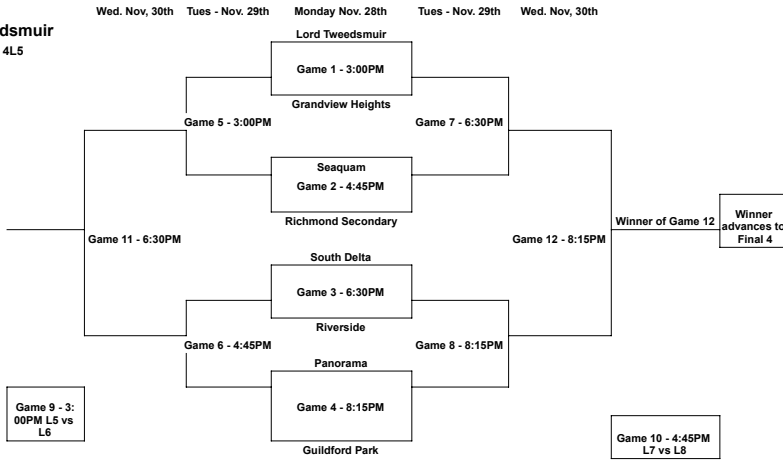 Wed. Nov, 30th Tues - Nov. 29th Monday Nov. 28th Tues - Nov. 29th Wed. Nov, 30th
dsmuir
4L5
Lord Tweedsmuir
Game 1 - 3:00PM
Grandview Heights
Game 5 - 3:00PM
Game 7 - 6:30PM
Seaquam
Game 2 - 4:45PM
Richmond Secondary
Winner of Game 12
Winner
advances to
Final 4
Game 11 - 6:30PM
Game 12 - 8:15PM
South Delta
Game 3 - 6:30PM
Riverside
Game 6 - 4:45PM
Game 8 - 8:15PM
Panorama
Game 4 - 8:15PM
Guildford Park
Game 9 - 3:
00PM L5 vs
L6
Game 10 - 4:45PM
L7 vs L8